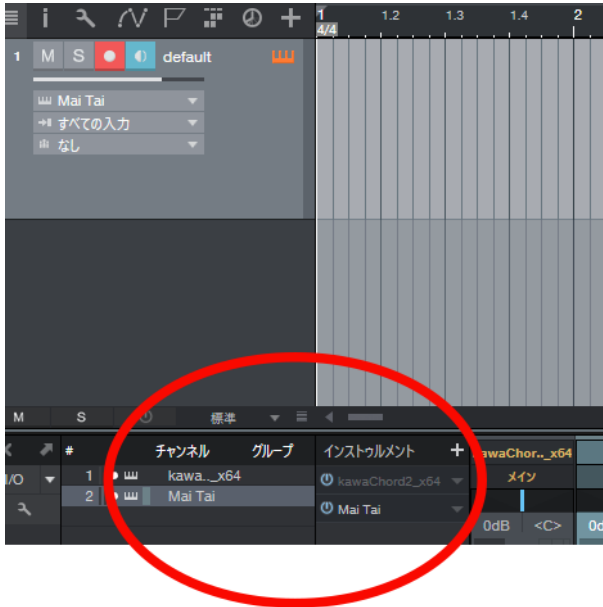 1 1.2 1.3 1.4 2
4/4
1 M S default
Mai Tai
すべての入力
なし
M S 標準
# チャンネル グループ
I/O 1 kawa.._x64
2 Mai Tai
インストゥルメント +
kawaChord2_x64
Mai Tai
awaChor.._x64
メイン
0dB <C> 0d